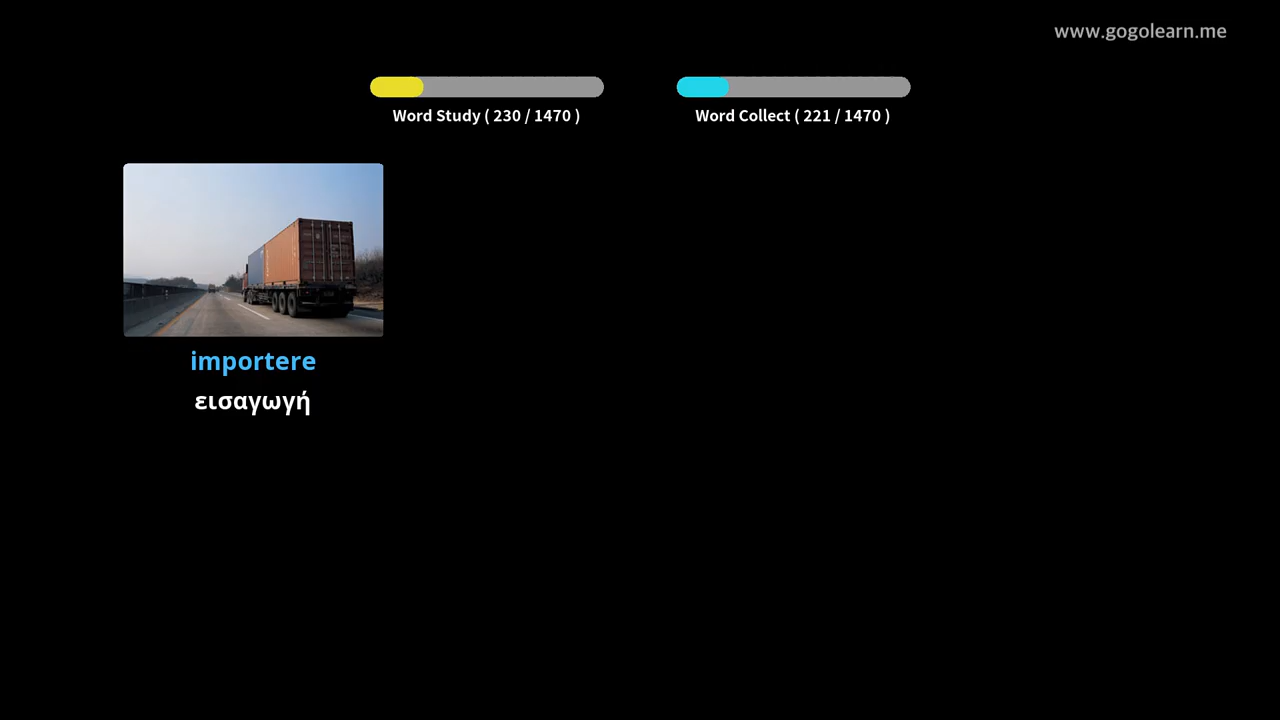 www.gogolearn.me
Word Study ( 230 / 1470 )
Word Collect ( 221 / 1470 )
importere
εισαγωγή